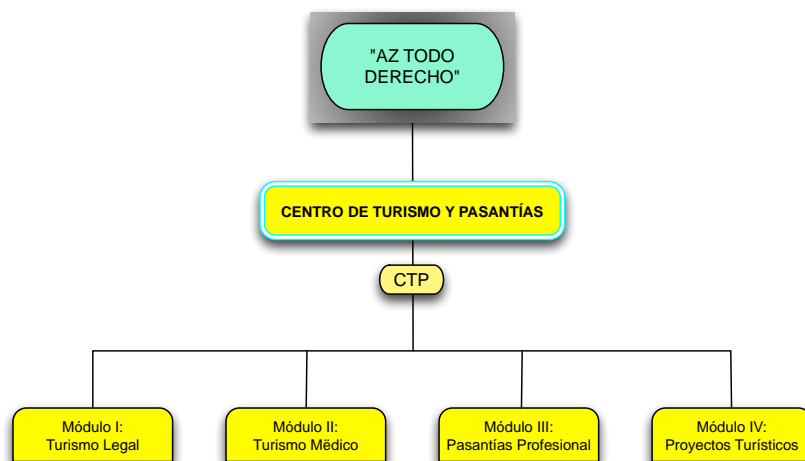 "AZ TODO
DERECHO"
CENTRO DE TURISMO Y PASANTÍAS
CTP
Módulo I:
Turismo Legal
Módulo II:
Turismo Mëdico
Módulo III:
Pasantías Profesional
Módulo IV:
Proyectos Turísticos